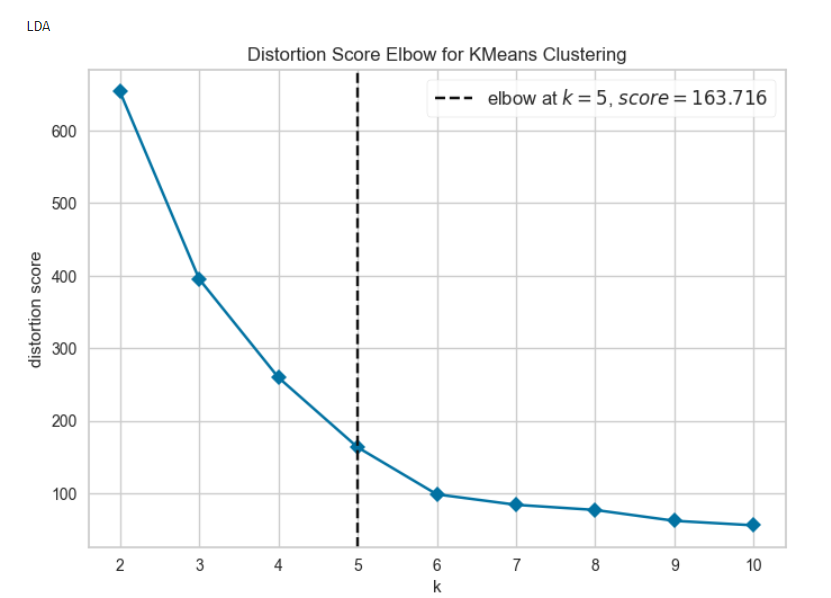 LDA
Distortion Score Elbow for KMeans Clustering
elbow at k = 5, score = 163.716
600
500
400
300
200
100
distortion score
2 3 4 5 6 7 8 9 10
k